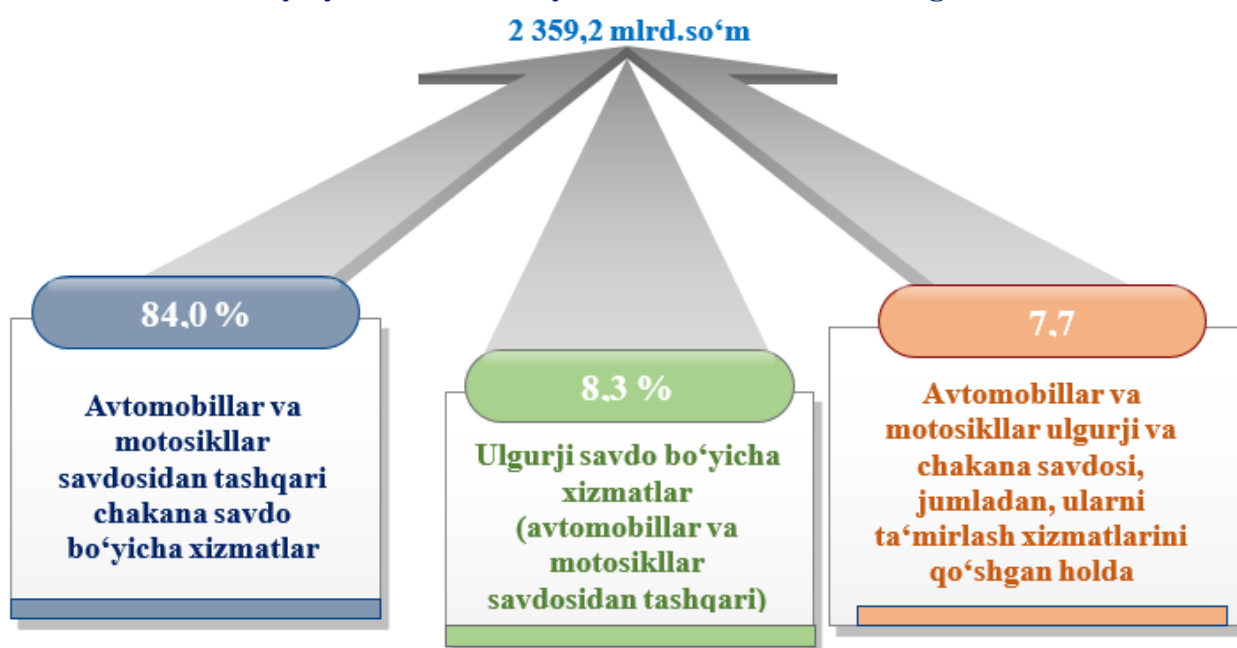 2 359,2 mlrd.so‘m
84,0 %
Avtomobillar va
motosikllar
savdosidan tashqari
chakana savdo
bo‘yicha xizmatlar
8,3 %
Ulgurji savdo bo‘yicha
xizmatlar
(avtomobillar va
motosikllar
savdosidan tashqari)
7,7
Avtomobillar va
motosikllar ulgurji va
chakana savdosi,
jumladan, ularni
ta‘mirlash xizmatlarini
qo‘shgan holda